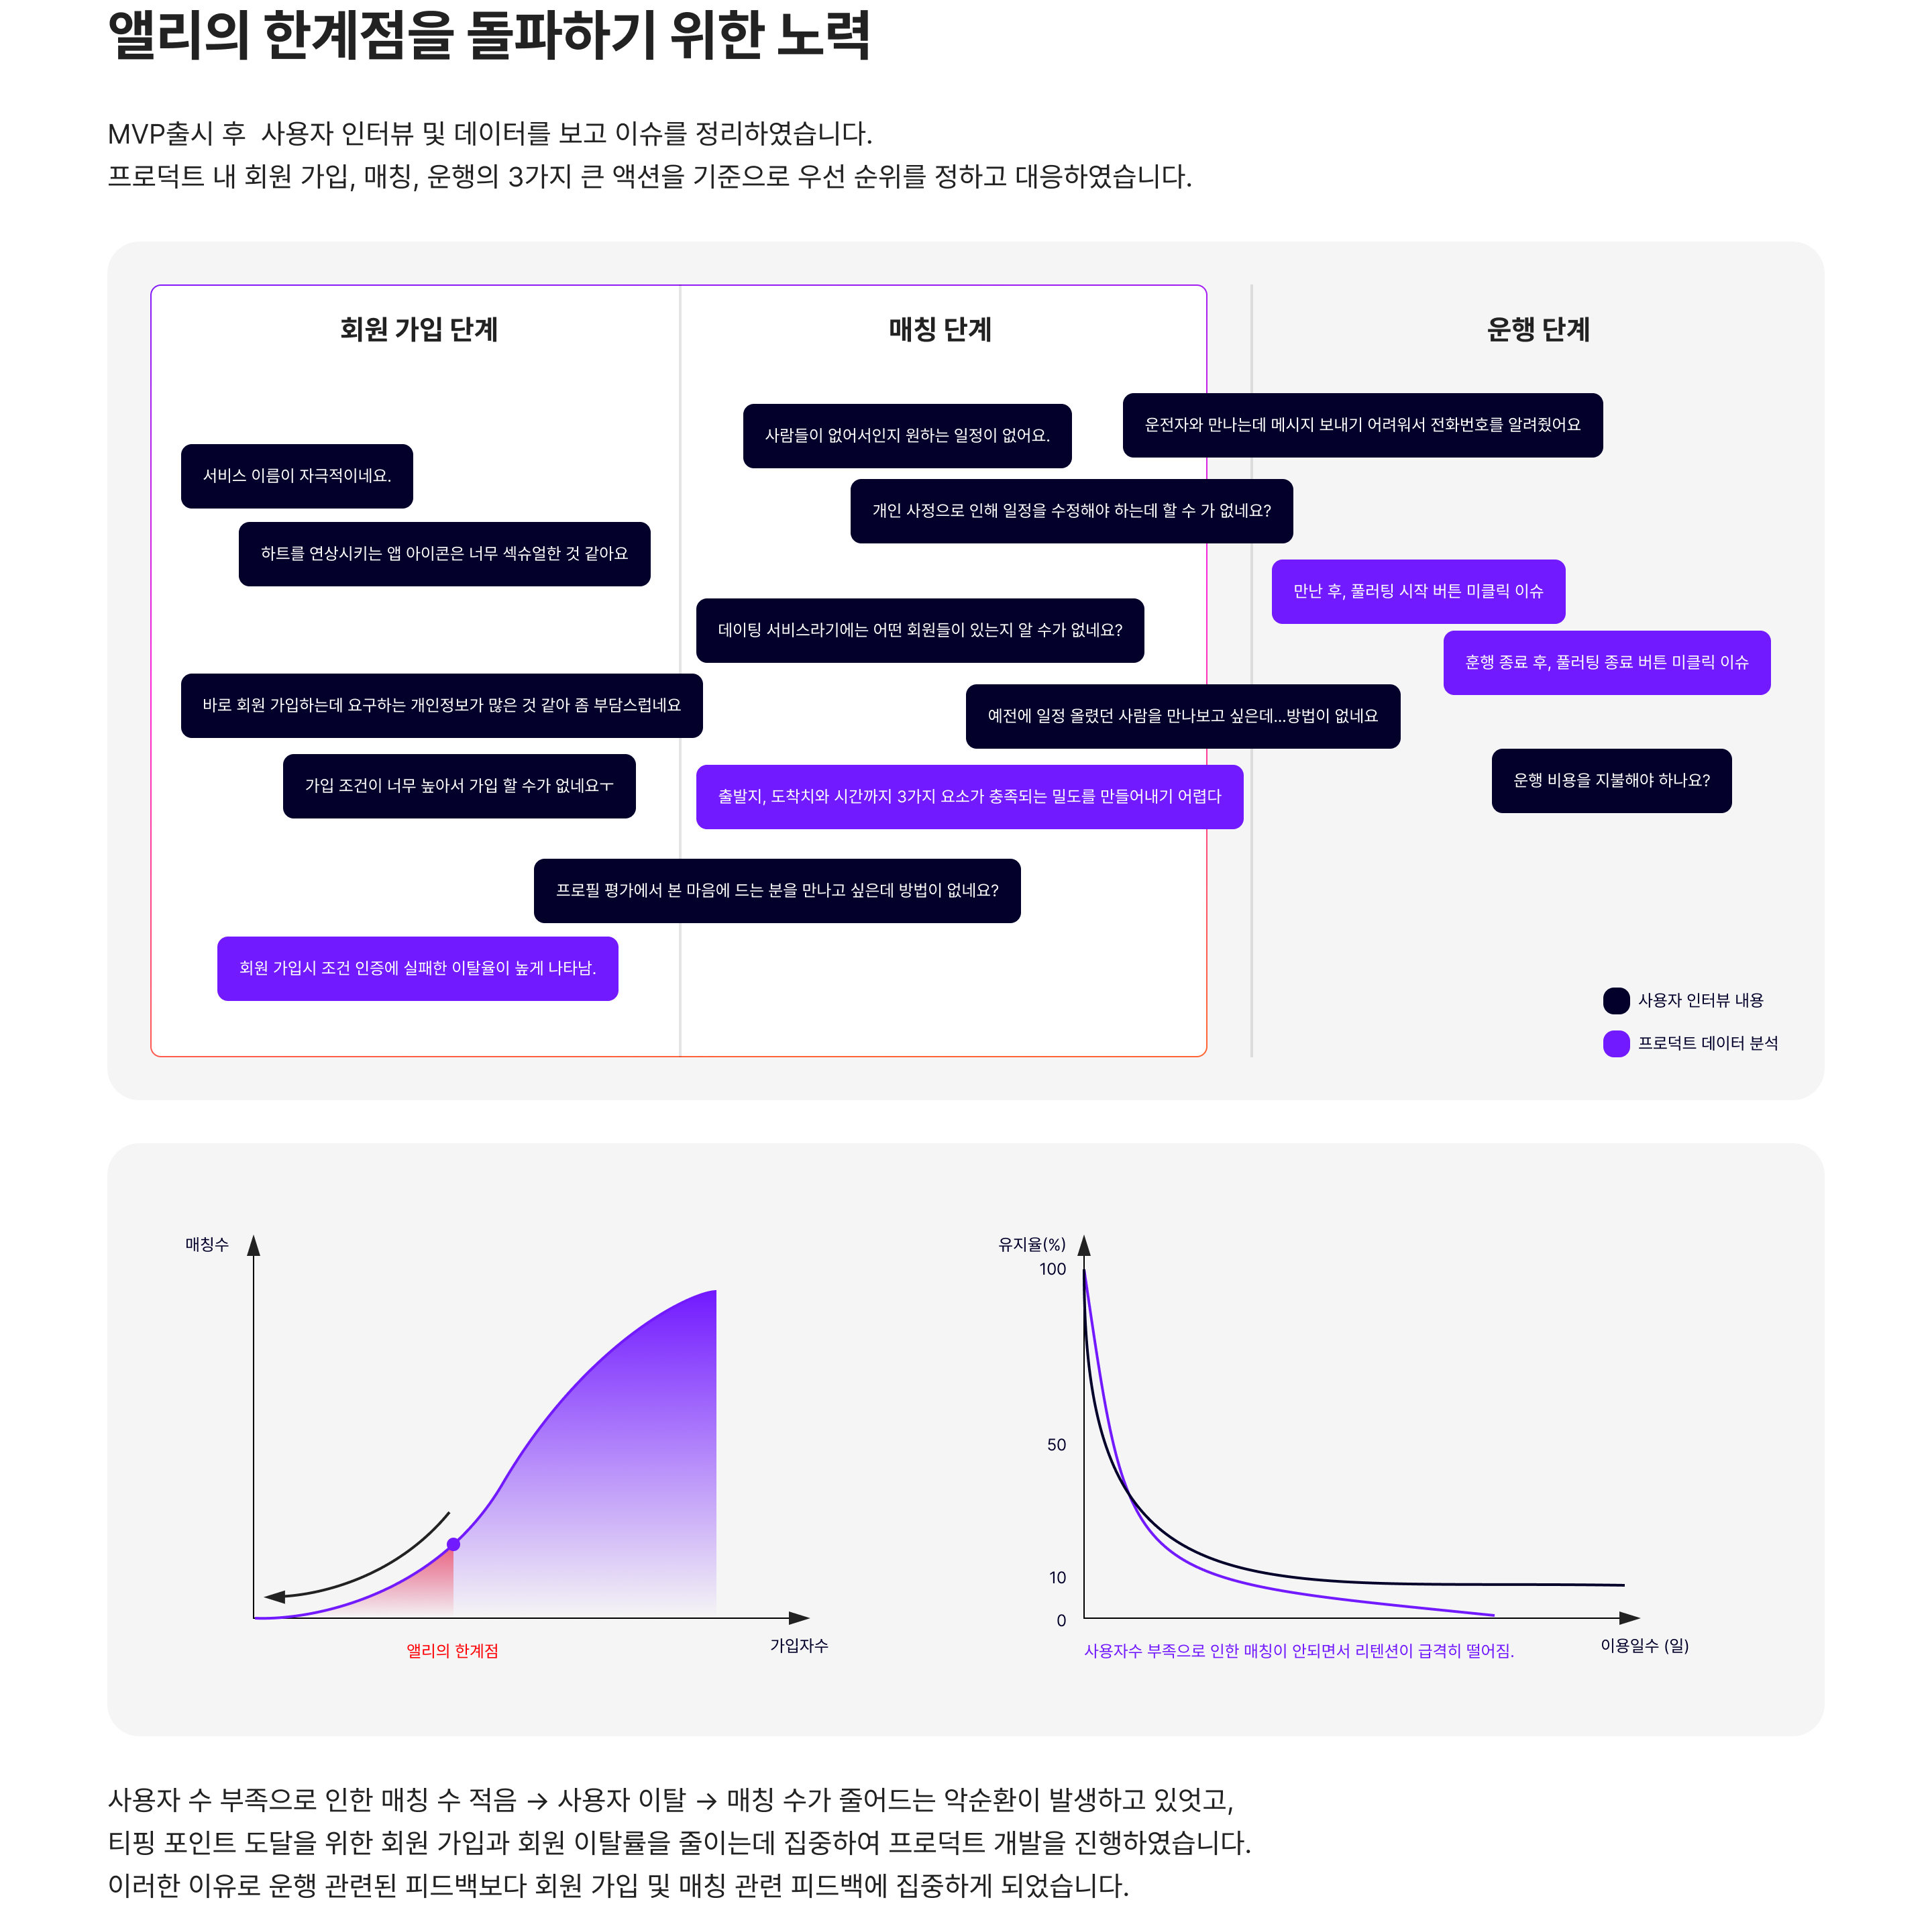 앨리의 한계점을 돌파하기 위한 노력
MVP출시 후 사용자 인터뷰 및 데이터를 보고 이슈를 정리하였습니다.
프로덕트 내 회원 가입, 매칭, 운행의 3가지 큰 액션을 기준으로 우선 순위를 정하고 대응하였습니다.
회원 가입 단계
매칭 단계
운행 단계
서비스 이름이 자극적이네요.
하트를 연상시키는 앱 아이콘은 너무 섹슈얼한 것 같아요
바로 회원 가입하는데 요구하는 개인정보가 많은 것 같아 좀 부담스럽네요
가입 조건이 너무 높아서 가입 할 수가 없네요ㅜ
프로필 평가에서 본 마음에 드는 분을 만나고 싶은데 방법이 없네요?
회원 가입시 조건 인증에 실패한 이탈율이 높게 나타남.
사람들이 없어서인지 원하는 일정이 없어요.
운전자와 만나는데 메시지 보내기 어려워서 전화번호를 알려줬어요
개인 사정으로 인해 일정을 수정해야 하는데 할 수 가 없네요?
데이팅 서비스라기에는 어떤 회원들이 있는지 알 수가 없네요?
예전에 일정 올렸던 사람을 만나보고 싶은데...방법이 없네요
출발지, 도착치와 시간까지 3가지 요소가 충족되는 밀도를 만들어내기 어렵다
만난 후, 풀러팅 시작 버튼 미클릭 이슈
훈행 종료 후, 풀러팅 종료 버튼 미클릭 이슈
운행 비용을 지불해야 하나요?
사용자 인터뷰 내용
프로덕트 데이터 분석
매칭수
앨리의 한계점
가입자수
유지율(%)
100
50
10
0
사용자수 부족으로 인한 매칭이 안되면서 리텐션이 급격히 떨어짐.
이용일수 (일)
사용자 수 부족으로 인한 매칭 수 적음 → 사용자 이탈 → 매칭 수가 줄어드는 악순환이 발생하고 있엇고,
티핑 포인트 도달을 위한 회원 가입과 회원 이탈률을 줄이는데 집중하여 프로덕트 개발을 진행하였습니다.
이러한 이유로 운행 관련된 피드백보다 회원 가입 및 매칭 관련 피드백에 집중하게 되었습니다.